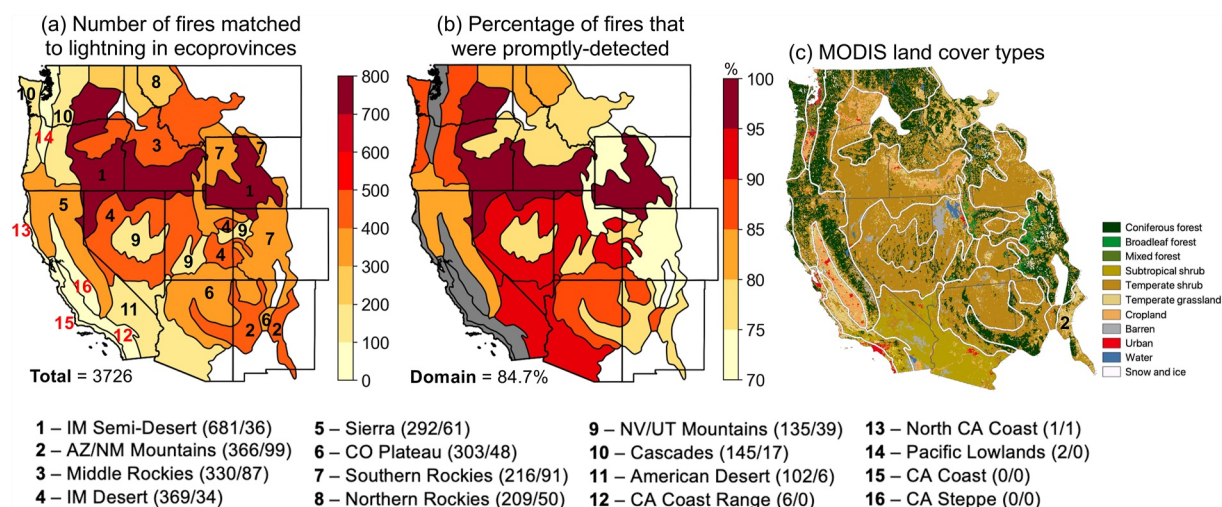 (a) Number of fires matched
to lightning in ecoprovinces
(b) Percentage of fires that
were promptly-detected
(c) MODIS land cover types
10
10
14
8
3
7
7
1
1
5
4
13
9
4
9
9
4
7
16
11
6
15
12
2
6
2
800
700
600
500
400
300
200
100
0
Total = 3726
%
100
95
90
85
80
75
70
Domain = 84.7%
2
Coniferous forest
Broadleaf forest
Mixed forest
Subtropical shrub
Temperate shrub
Temperate grassland
Cropland
Barren
Urban
Water
Snow and ice
1 – IM Semi-Desert (681/36)
2 – AZ/NM Mountains (366/99)
3 – Middle Rockies (330/87)
4 – IM Desert (369/34)
5 – Sierra (292/61)
6 – CO Plateau (303/48)
7 – Southern Rockies (216/91)
8 – Northern Rockies (209/50)
9 – NV/UT Mountains (135/39)
10 – Cascades (145/17)
11 – American Desert (102/6)
12 – CA Coast Range (6/0)
13 – North CA Coast (1/1)
14 – Pacific Lowlands (2/0)
15 – CA Coast (0/0)
16 – CA Steppe (0/0)